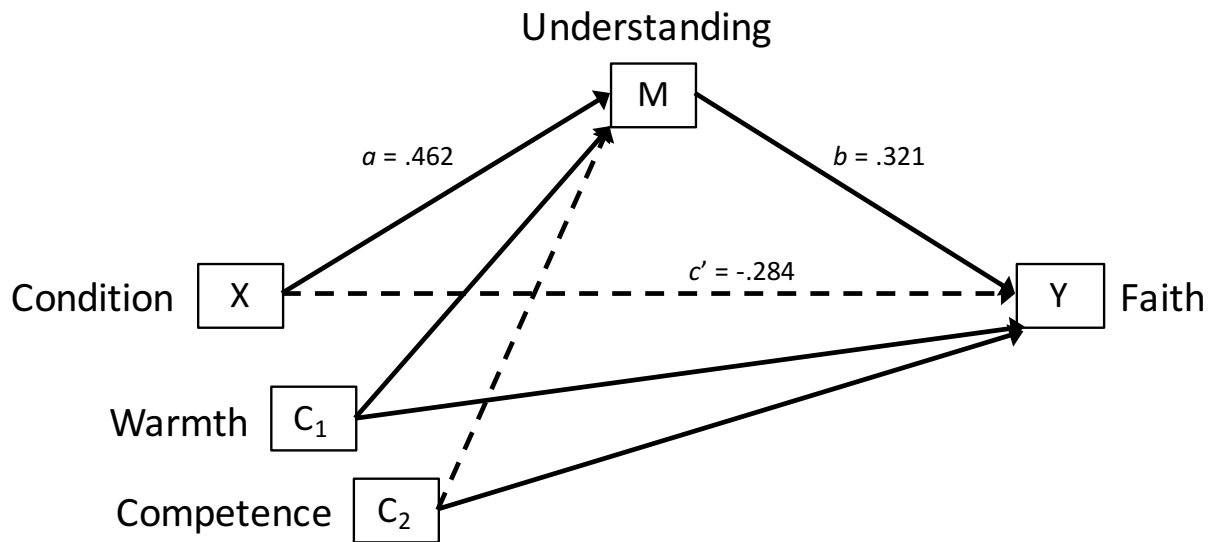 Understanding
M
a = .462
b = .321
c’ = -.284
Condition
X
Y
Faith
Warmth
C₁
Competence
C₂